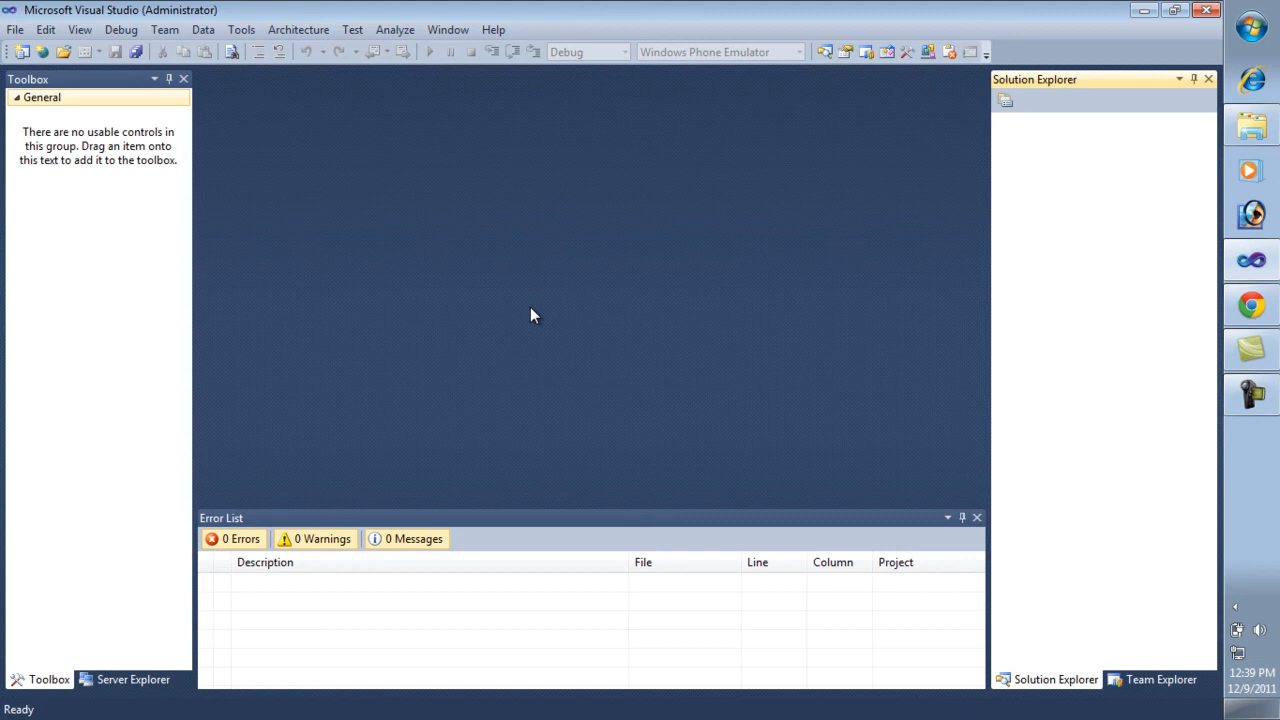 Microsoft Visual Studio (Administrator)
File Edit View Debug Team Data Tools Architecture Test Analyze Window Help
Debug Windows Phone Emulator
Toolbox
General
There are no usable controls in
this group. Drag an item onto
this text to add it to the toolbox.
Solution Explorer
Error List
0 Errors 0 Warnings 0 Messages
Description File Line Column Project
Toolbox Server Explorer
Solution Explorer Team Explorer
Ready
12:39 PM
12/9/2011